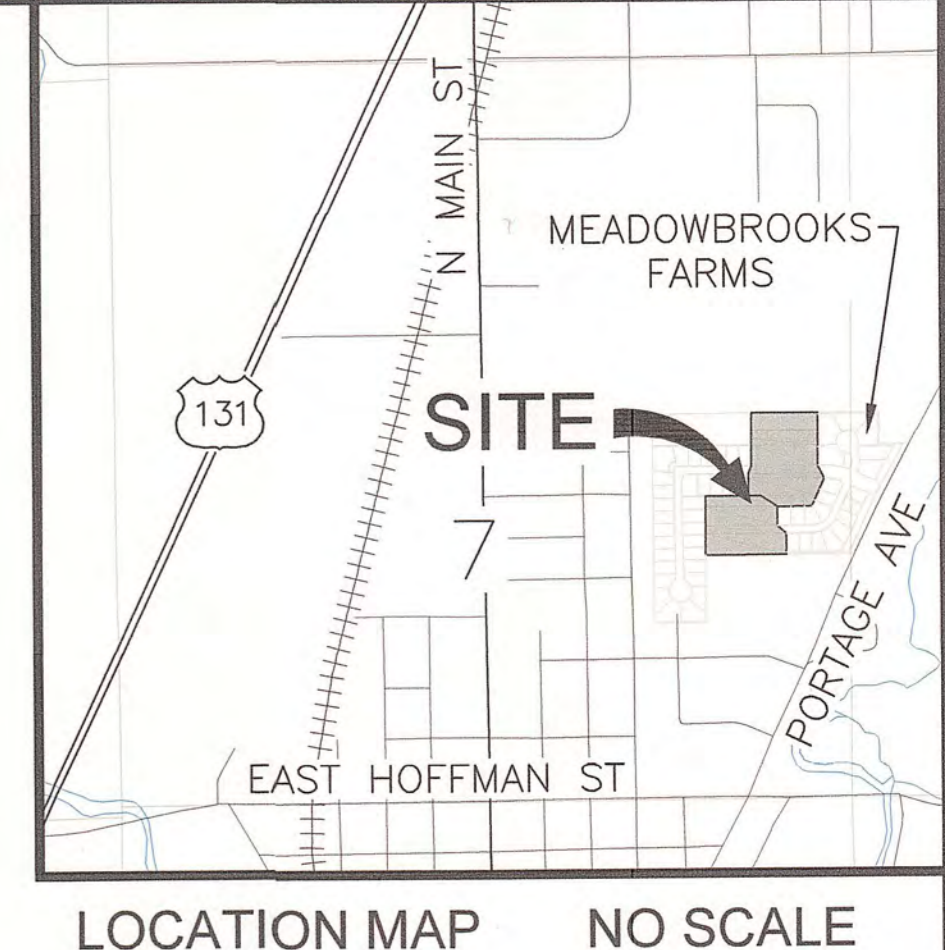 N MAIN ST
MEADOWBROOKS
FARMS
131
SITE
7
PORTAGE AVE
EAST HOFFMAN ST
LOCATION MAP NO SCALE